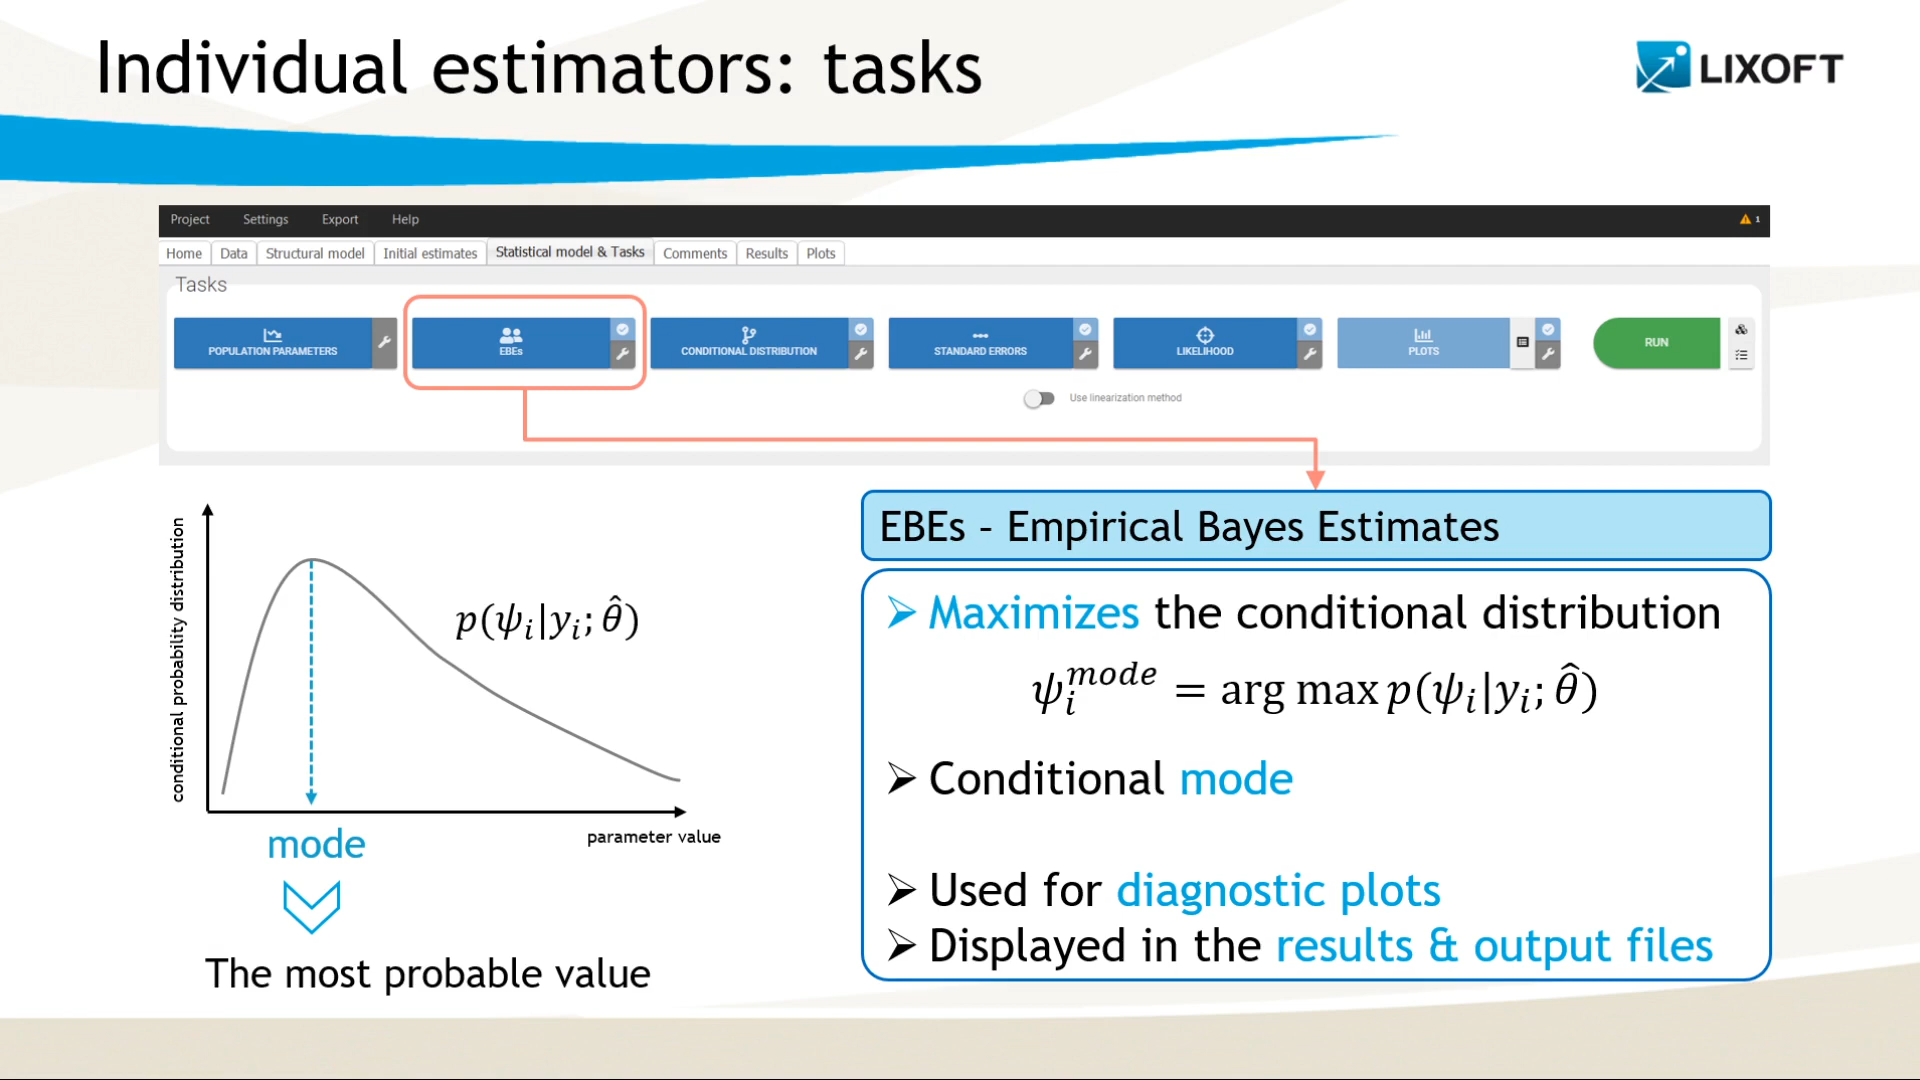 Individual estimators: tasks
LIXOFT
Project Settings Export Help
1
Home Data Structural model Initial estimates Statistical model & Tasks Comments Results Plots
Tasks
POPULATION PARAMETERS
EBEs
CONDITIONAL DISTRIBUTION
STANDARD ERRORS
LIKELIHOOD
PLOTS
RUN
Use linearization method
conditional probability distribution
p(ψᵢ|yᵢ; θ̂)
parameter value
mode
The most probable value
EBEs - Empirical Bayes Estimates
➢ Maximizes the conditional distribution
ψᵢ^mode = arg max p(ψᵢ|yᵢ; θ̂)
➢ Conditional mode
➢ Used for diagnostic plots
➢ Displayed in the results & output files